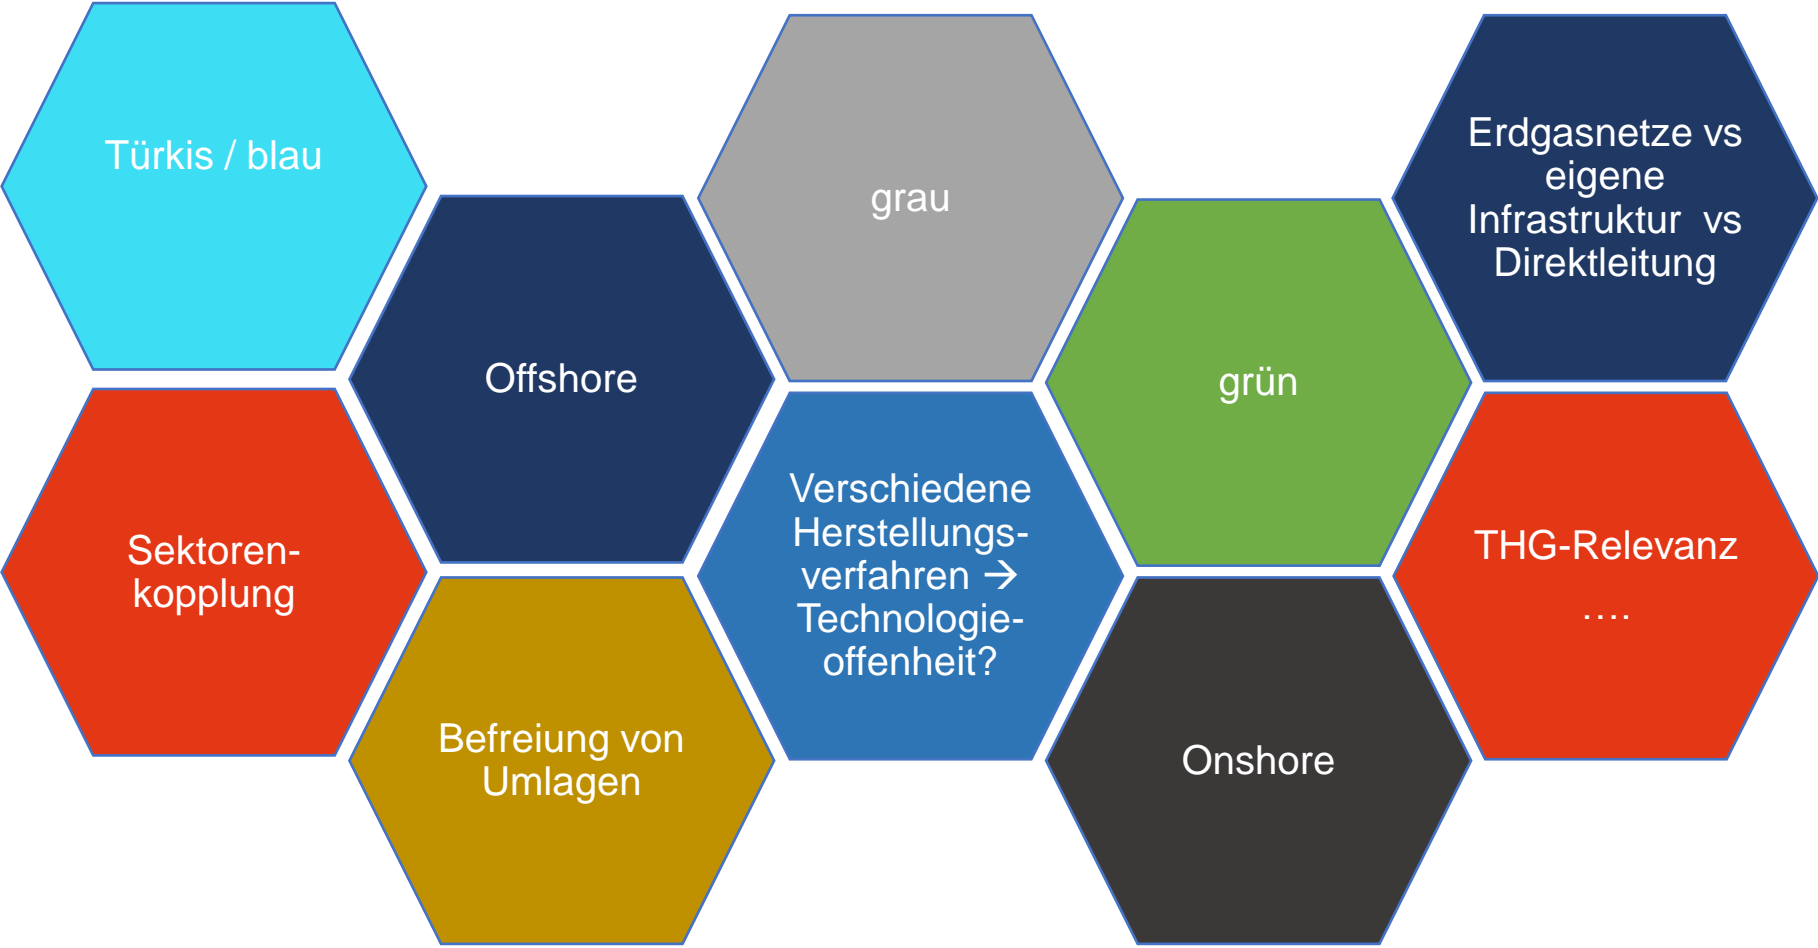 Türkis / blau
grau
Erdgasnetze vs
eigene
Infrastruktur  vs
Direktleitung
Offshore
grün
Sektoren-
kopplung
Verschiedene
Herstellungs-
verfahren →
Technologie-
offenheit?
THG-Relevanz
....
Befreiung von
Umlagen
Onshore